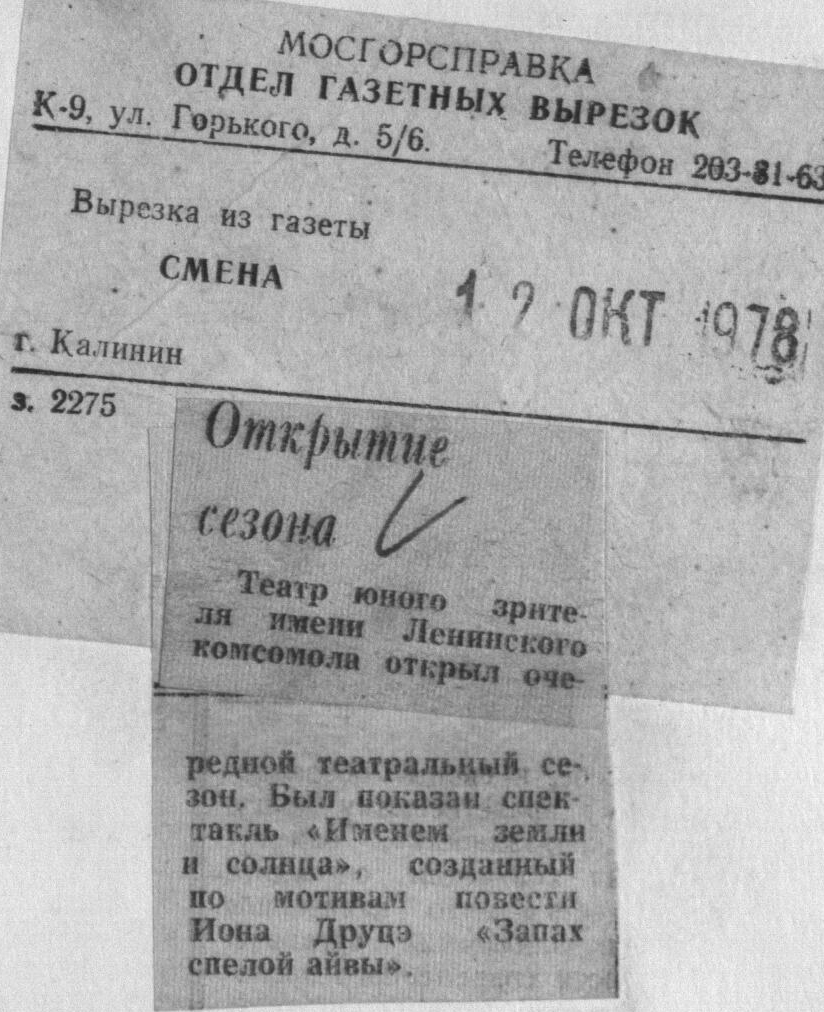 МОСГОРСПРАВКА
ОТДЕЛ ГАЗЕТНЫХ ВЫРЕЗОК
К-9, ул. Горького, д. 5/6. Телефон 203-81-63
Вырезка из газеты
СМЕНА
12 ОКТ 1978
г. Калинин
з. 2275
Открытие
сезона
Театр юного зрите-
ля имени Ленинского
комсомола открыл оче-
редной театральный се-
зон. Был показан спек-
такль «Именем земли
и солнца», созданный
по мотивам повести
Иона Друцэ «Запах
спелой айвы».